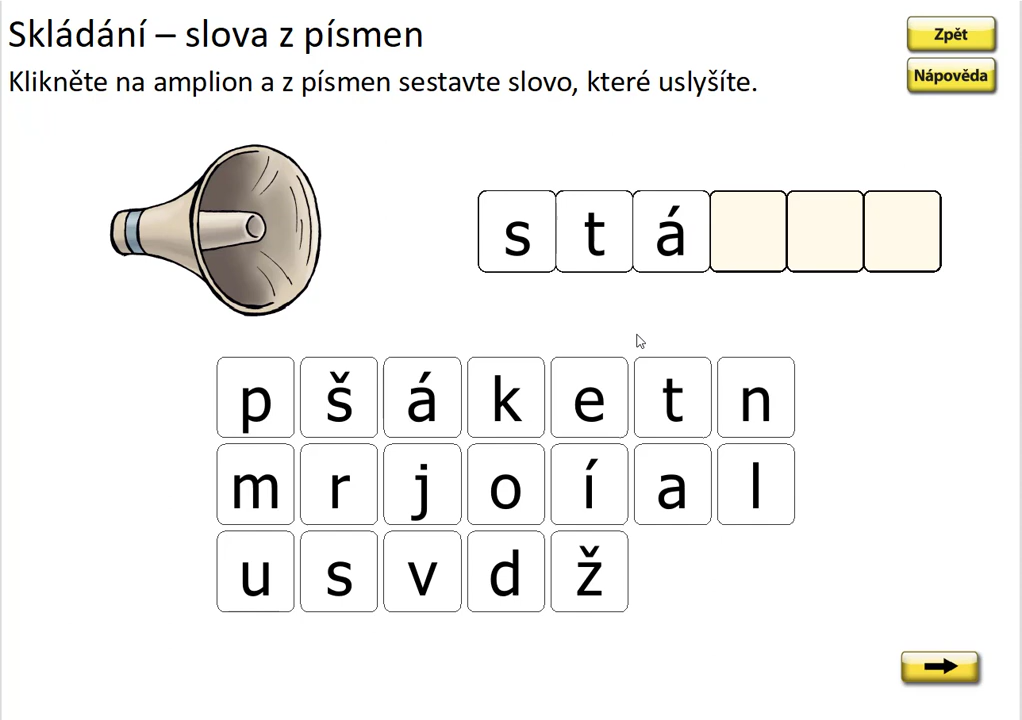 Skládání – slova z písmen
Zpět
Klikněte na amplion a z písmen sestavte slovo, které uslyšíte.
Nápověda
s t á
p š á k e t n
m r j o í a l
u s v d ž